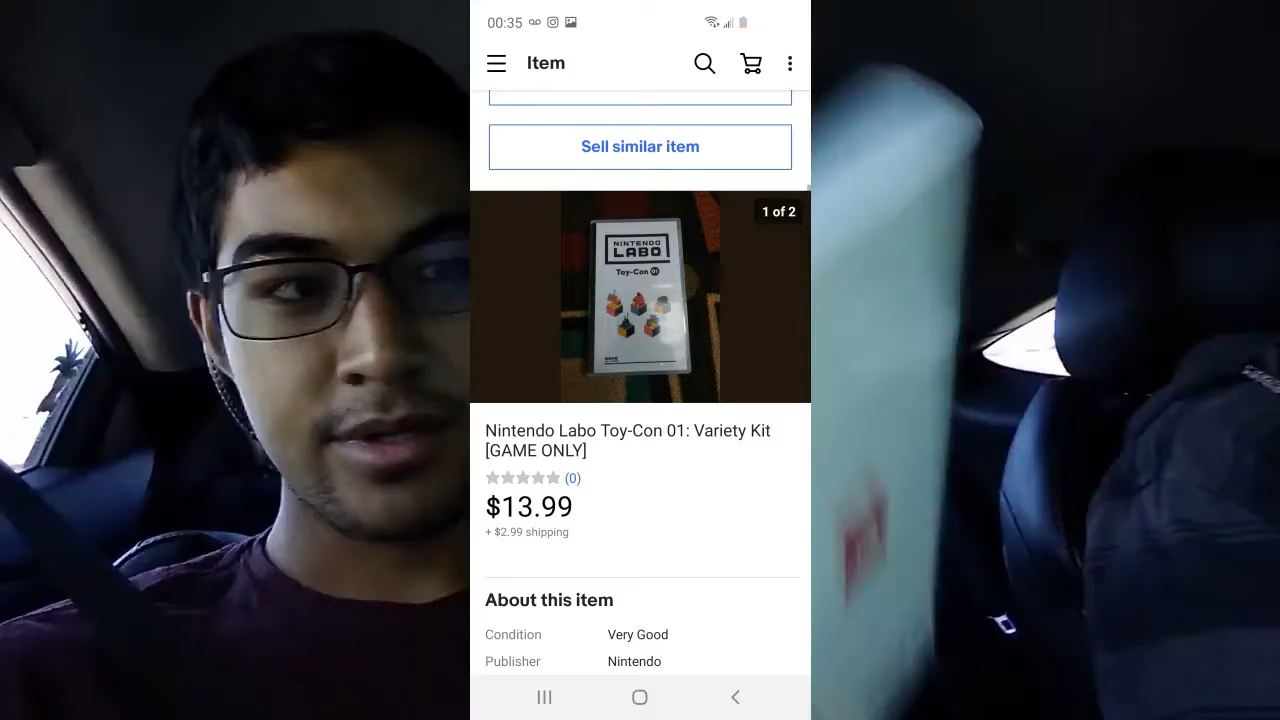 00:35
Item
Sell similar item
1 of 2
NINTENDO
LABO
Toy-Con 01
Nintendo Labo Toy-Con 01: Variety Kit
[GAME ONLY]
(0)
$13.99
+ $2.99 shipping
About this item
Condition Very Good
Publisher Nintendo